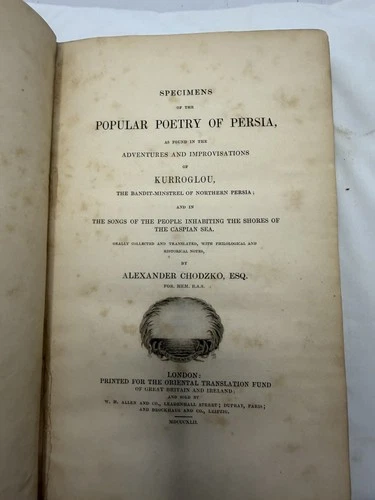 SPECIMENS
OF THE
POPULAR POETRY OF PERSIA,
AS FOUND IN THE
ADVENTURES AND IMPROVISATIONS
OF
KURROGLOU,
THE BANDIT-MINSTREL OF NORTHERN PERSIA;
AND IN
THE SONGS OF THE PEOPLE INHABITING THE SHORES OF
THE CASPIAN SEA.
ORALLY COLLECTED AND TRANSLATED, WITH PHILOLOGICAL AND
HISTORICAL NOTES,
BY
ALEXANDER CHODZKO, ESQ.
FOR. MEM. R.A.S.
LONDON:
PRINTED FOR THE ORIENTAL TRANSLATION FUND
OF GREAT BRITAIN AND IRELAND:
AND SOLD BY
W. H. ALLEN AND CO., LEADENHALL STREET; DUPRAT, PARIS;
AND BROCKHAUS AND CO., LEIPZIG.
MDCCCXLII.